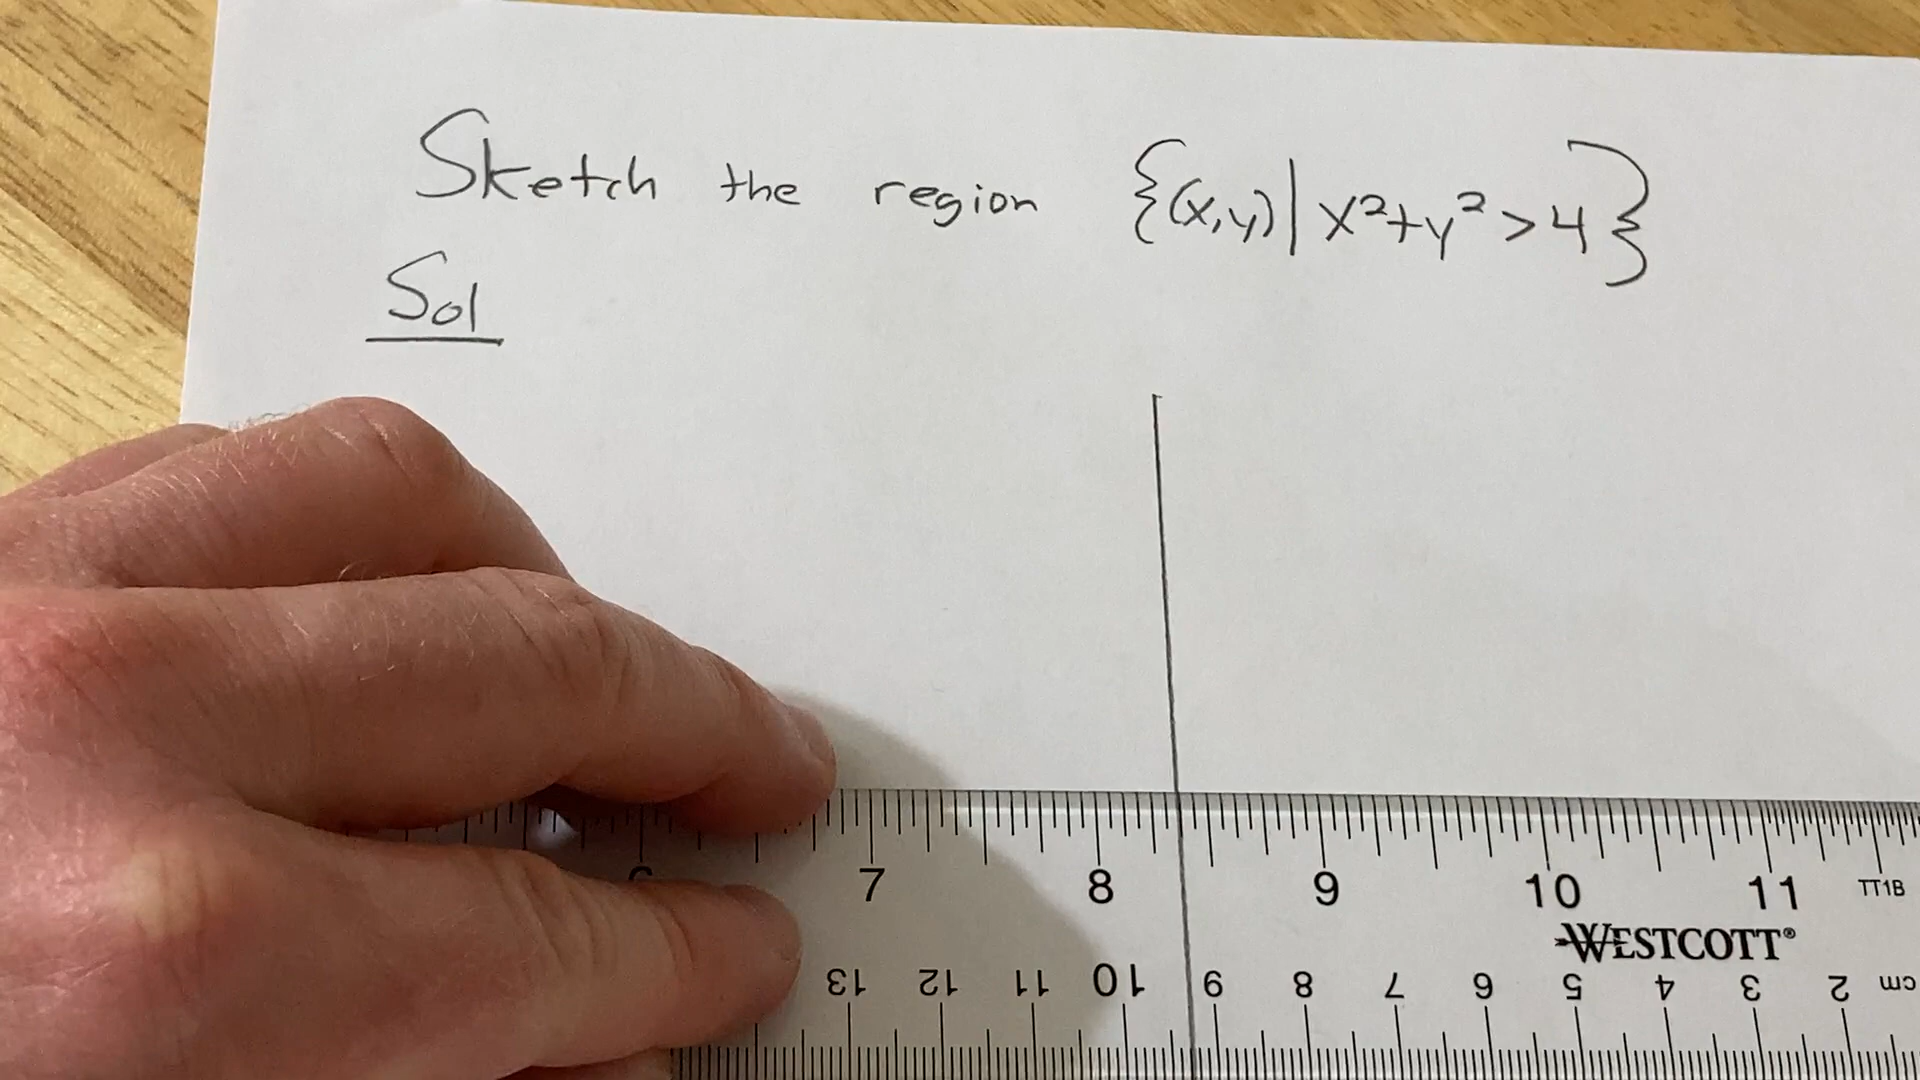 Sketch the region {(x,y)|x²+y²>4}
Sol
7 8 9 10 11 TT1B
WESTCOTT®
13 12 11 10 9 8 7 6 5 4 3 2 cm